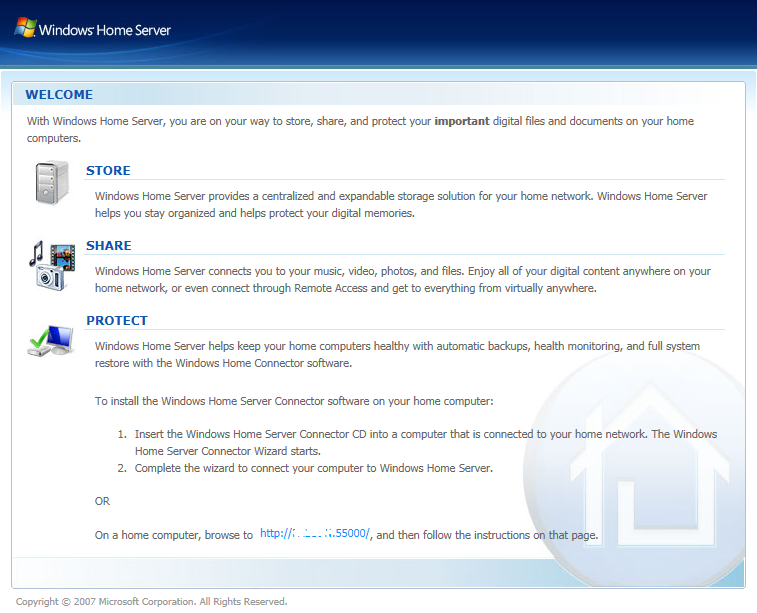 Windows Home Server
WELCOME
With Windows Home Server, you are on your way to store, share, and protect your important digital files and documents on your home
computers.
STORE
Windows Home Server provides a centralized and expandable storage solution for your home network. Windows Home Server
helps you stay organized and helps protect your digital memories.
SHARE
Windows Home Server connects you to your music, video, photos, and files. Enjoy all of your digital content anywhere on your
home network, or even connect through Remote Access and get to everything from virtually anywhere.
PROTECT
Windows Home Server helps keep your home computers healthy with automatic backups, health monitoring, and full system
restore with the Windows Home Connector software.
To install the Windows Home Server Connector software on your home computer:
1. Insert the Windows Home Server Connector CD into a computer that is connected to your home network. The Windows
Home Server Connector Wizard starts.
2. Complete the wizard to connect your computer to Windows Home Server.
OR
On a home computer, browse to http:// .55000/, and then follow the instructions on that page.
Copyright © 2007 Microsoft Corporation. All Rights Reserved.